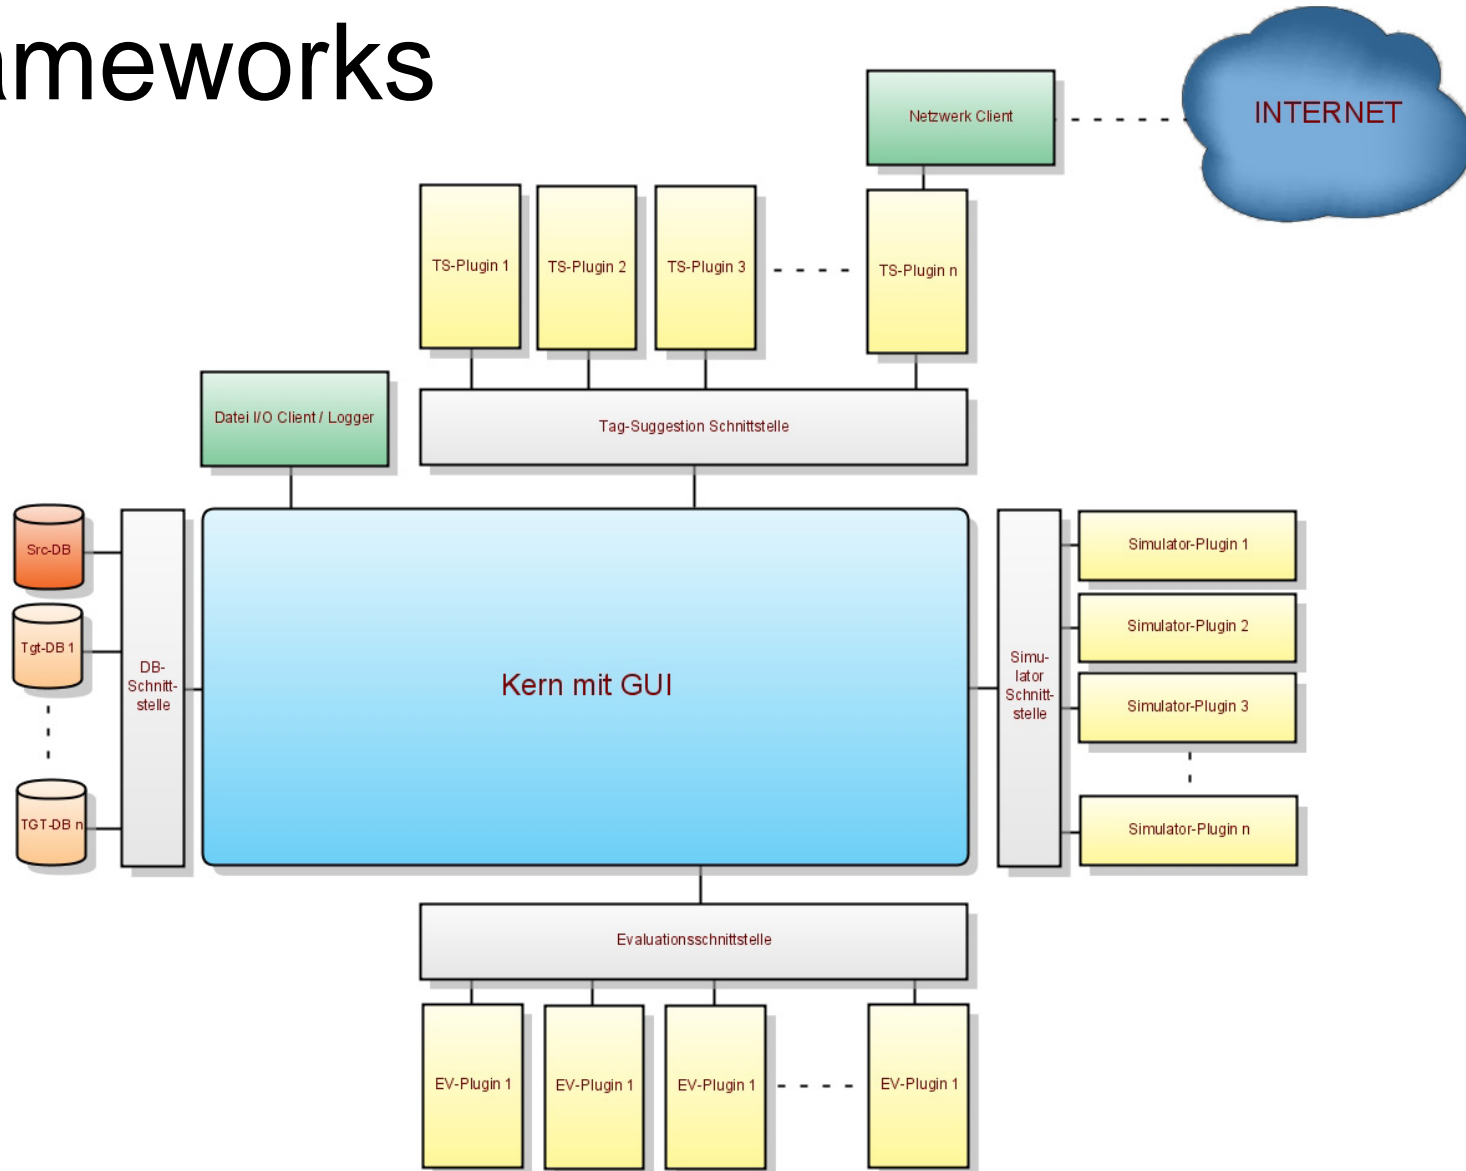 ameworks
INTERNET
Netzwerk Client
TS-Plugin 1
TS-Plugin 2
TS-Plugin 3
TS-Plugin n
Datei I/O Client / Logger
Tag-Suggestion Schnittstelle
Src-DB
Tgt-DB 1
TGT-DB n
DB-
Schnitt-
stelle
Kern mit GUI
Simu-
lator
Schnitt-
stelle
Simulator-Plugin 1
Simulator-Plugin 2
Simulator-Plugin 3
Simulator-Plugin n
Evaluationsschnittstelle
EV-Plugin 1
EV-Plugin 1
EV-Plugin 1
EV-Plugin 1